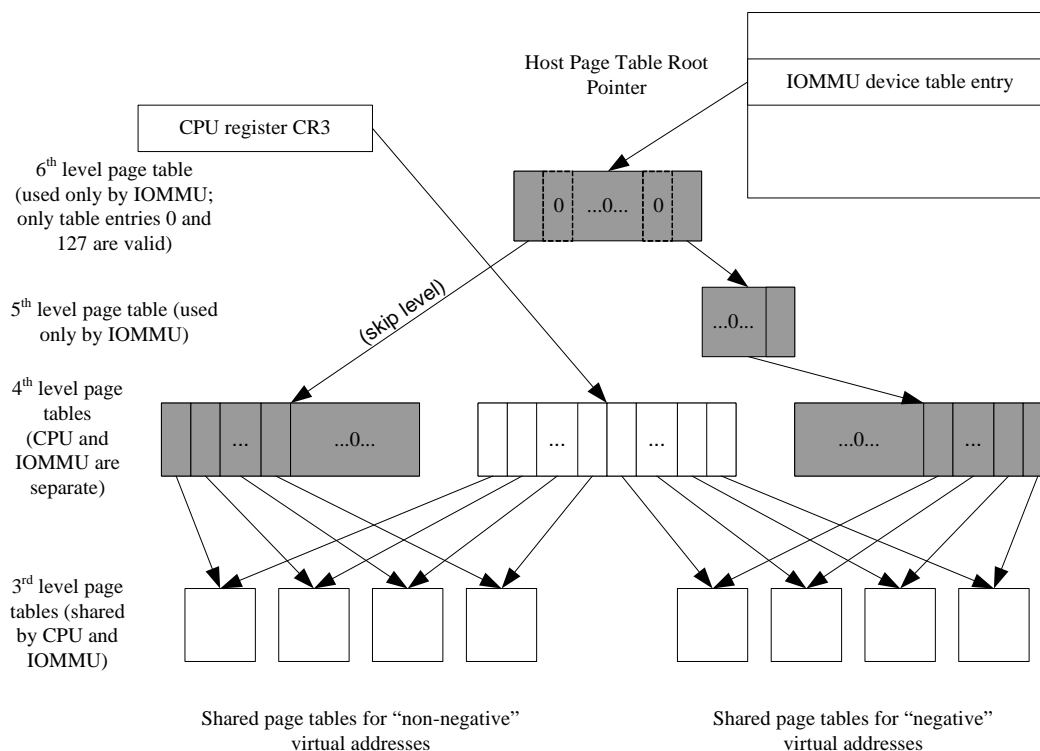 Host Page Table Root
Pointer
IOMMU device table entry
CPU register CR3
6th level page table
(used only by IOMMU;
only table entries 0 and
127 are valid)
0 ...0... 0
5th level page table (used
only by IOMMU)
(skip level)
...0...
4th level page
tables
(CPU and
IOMMU are
separate)
... ...0...
... ...
...0... ...
3rd level page
tables (shared
by CPU and
IOMMU)
Shared page tables for “non-negative”
virtual addresses
Shared page tables for “negative”
virtual addresses